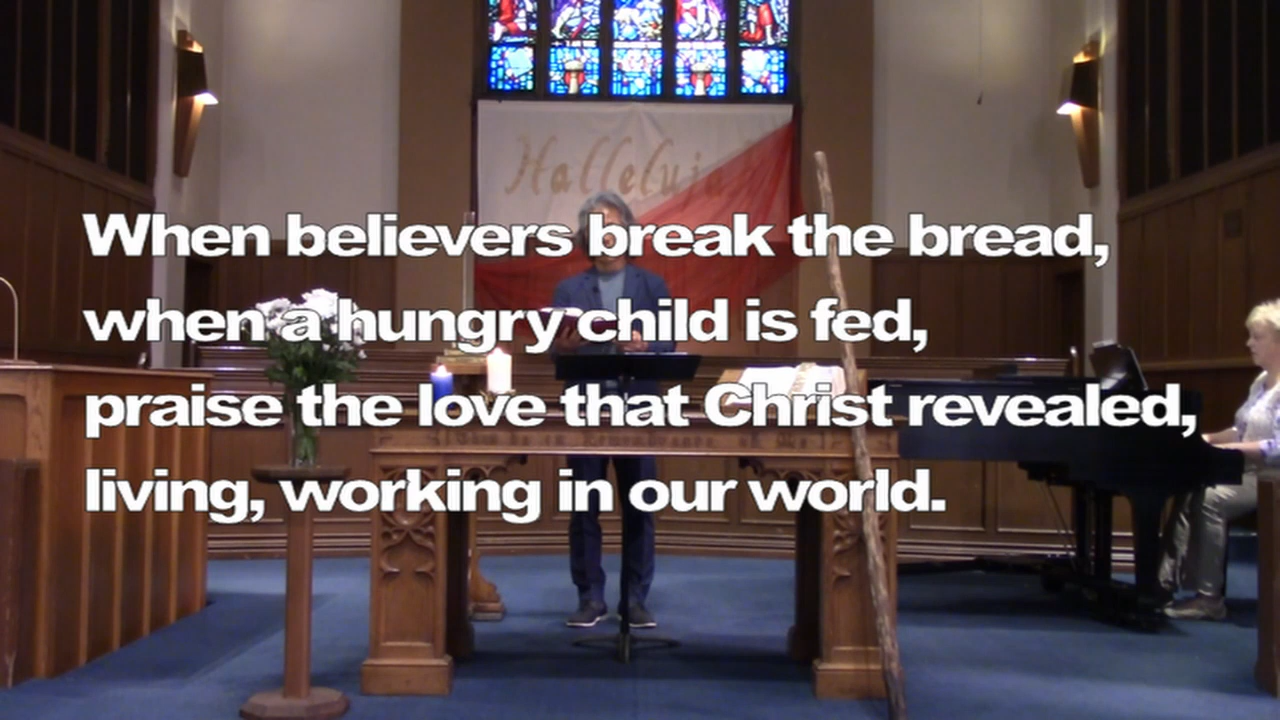 Hallelujah
When believers break the bread,
when a hungry child is fed,
praise the love that Christ revealed,
living, working in our world.